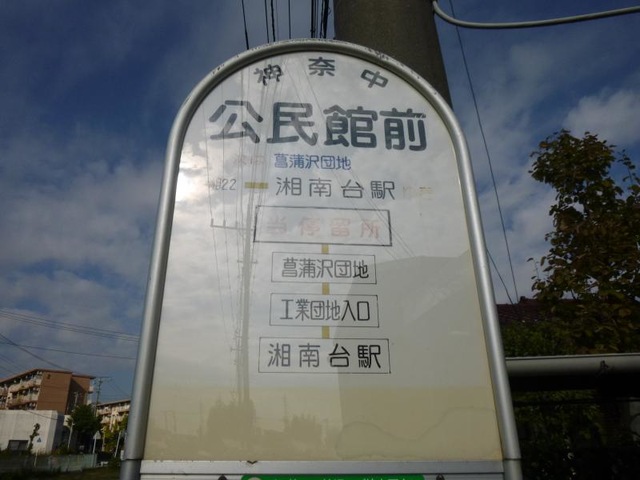 神奈中
公民館前
菖蒲沢団地
湘南台駅
当停留所
菖蒲沢団地
工業団地入口
湘南台駅